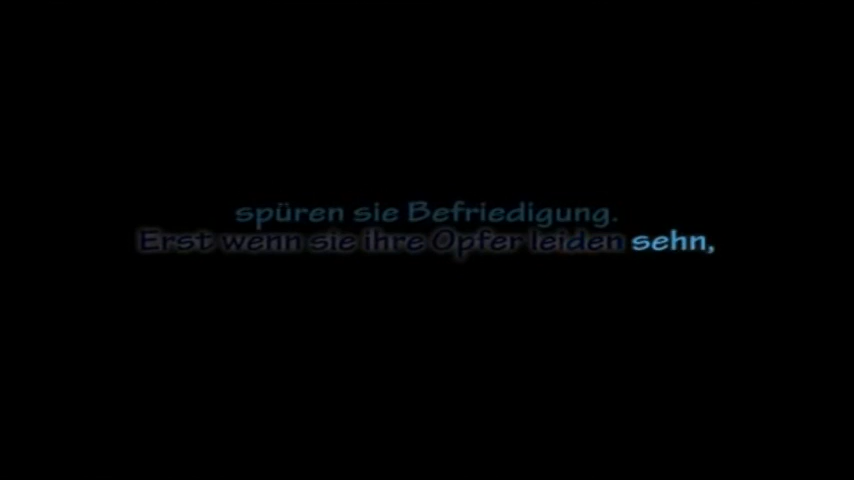 spüren sie Befriedigung.
Erst wenn sie ihre Opfer leiden sehn,